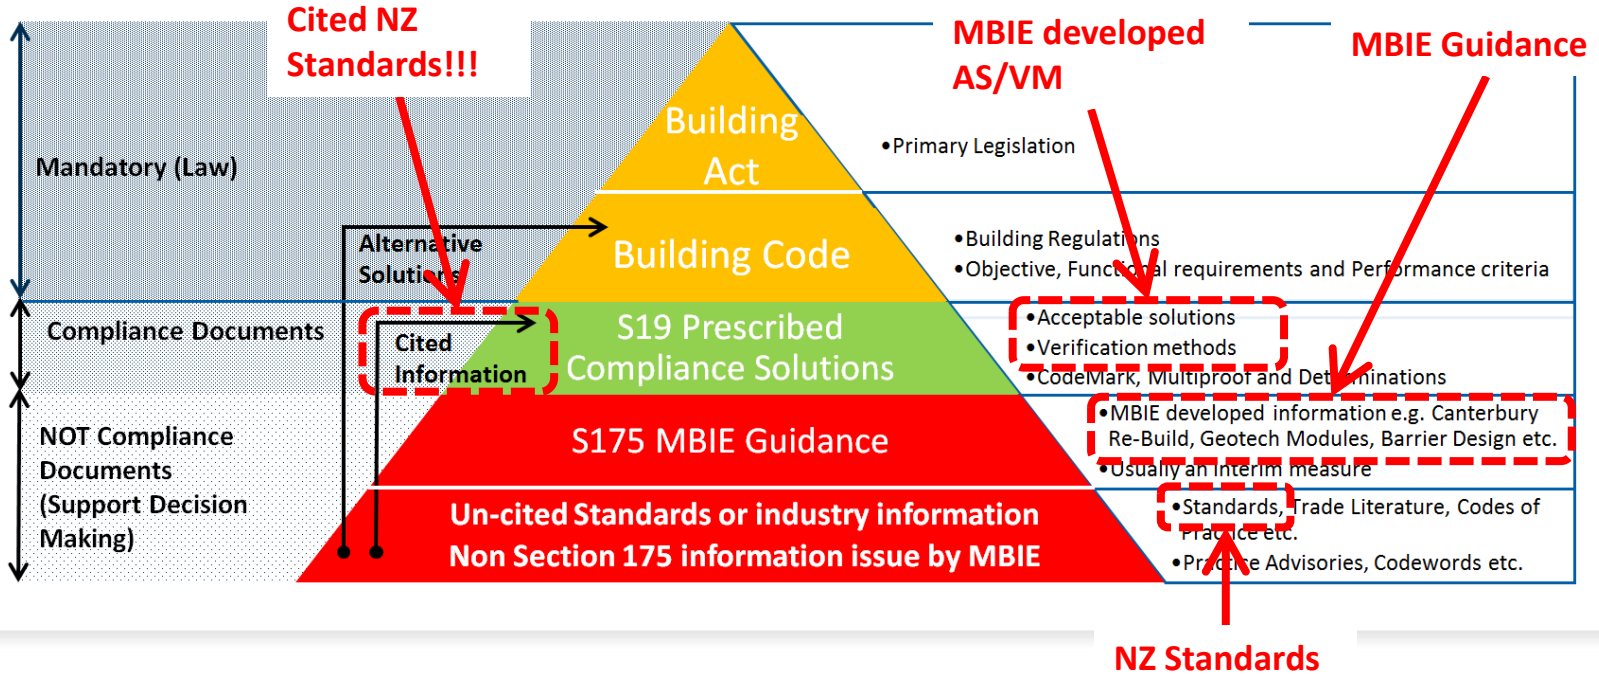 Cited NZ
Standards!!!
MBIE developed
AS/VM
MBIE Guidance
Mandatory (Law)
Building
Act
•Primary Legislation
Alternative
Solutions
Building Code
•Building Regulations
•Objective, Functional requirements and Performance criteria
Compliance Documents
Cited
Information
S19 Prescribed
Compliance Solutions
•Acceptable solutions
•Verification methods
•CodeMark, Multiproof and Determinations
NOT Compliance
Documents
(Support Decision
Making)
S175 MBIE Guidance
•MBIE developed information e.g. Canterbury
Re-Build, Geotech Modules, Barrier Design etc.
•Usually an interim measure
Un-cited Standards or industry information
Non Section 175 information issue by MBIE
•Standards, Trade Literature, Codes of
Practice etc.
•Practice Advisories, Codewords etc.
NZ Standards